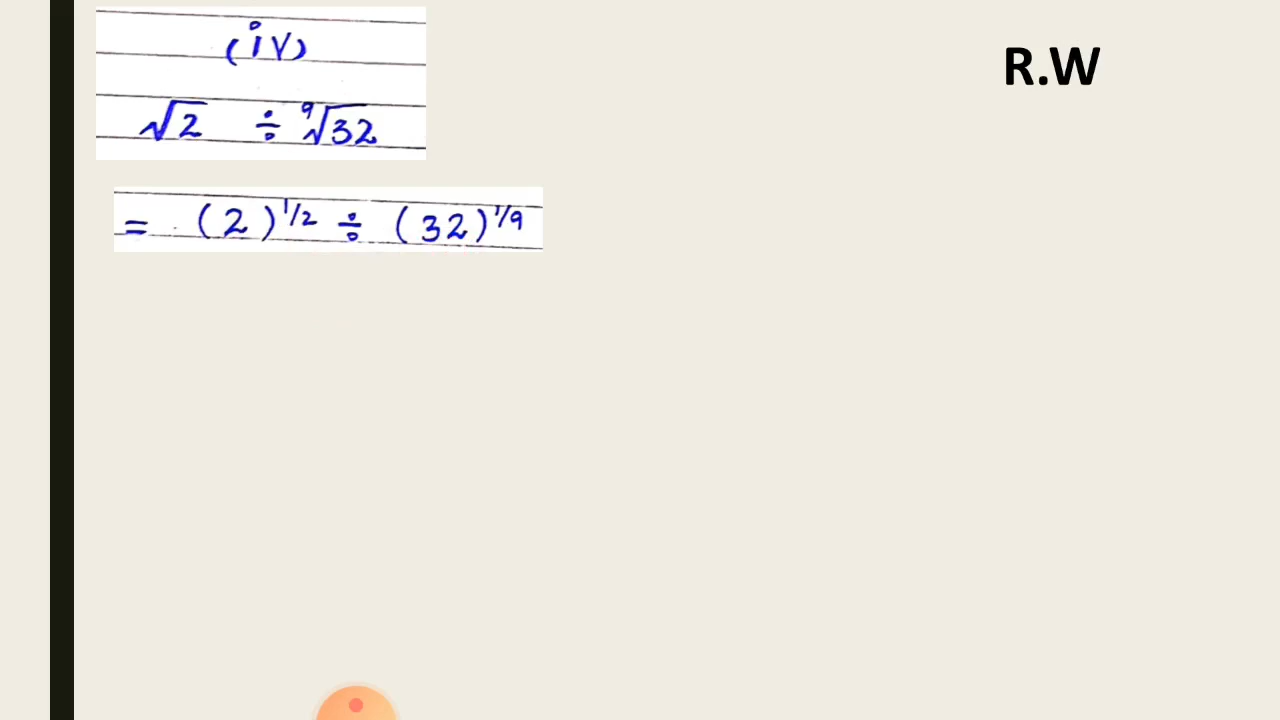 (iv)
R.W
√2 ÷ ⁹√32
= (2)^1/2 ÷ (32)^1/9